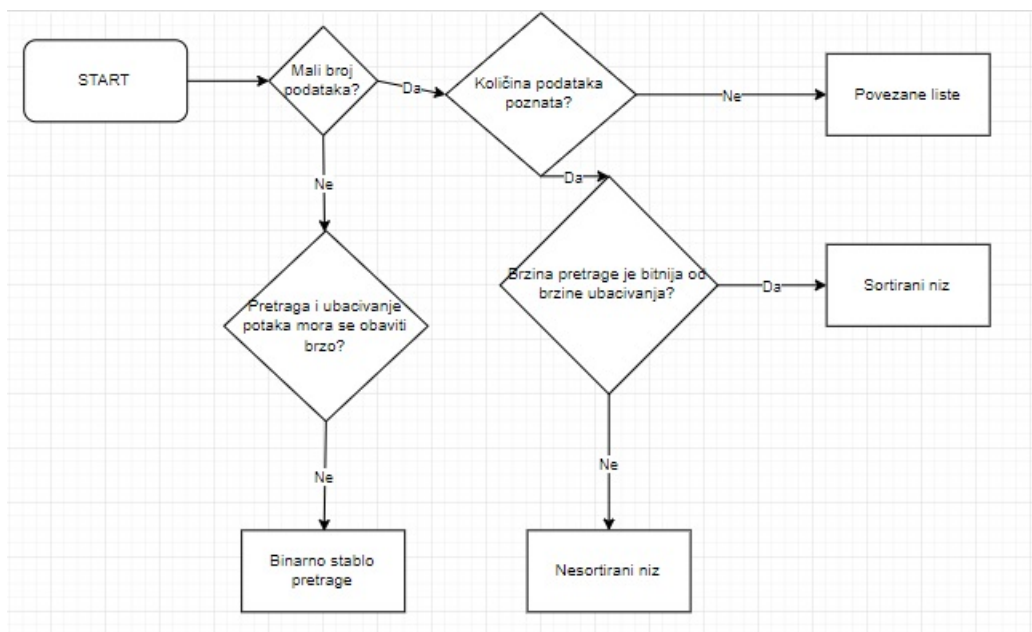 START
Mali broj
podataka?
Da
Količina podataka
poznata?
Ne
Povezane liste
Ne
Da
Pretraga i ubacivanje
potaka mora se obaviti
brzo?
Brzina pretrage je bitnija od
brzine ubacivanja?
Da
Sortirani niz
Ne
Ne
Binarno stablo
pretrage
Nesortirani niz